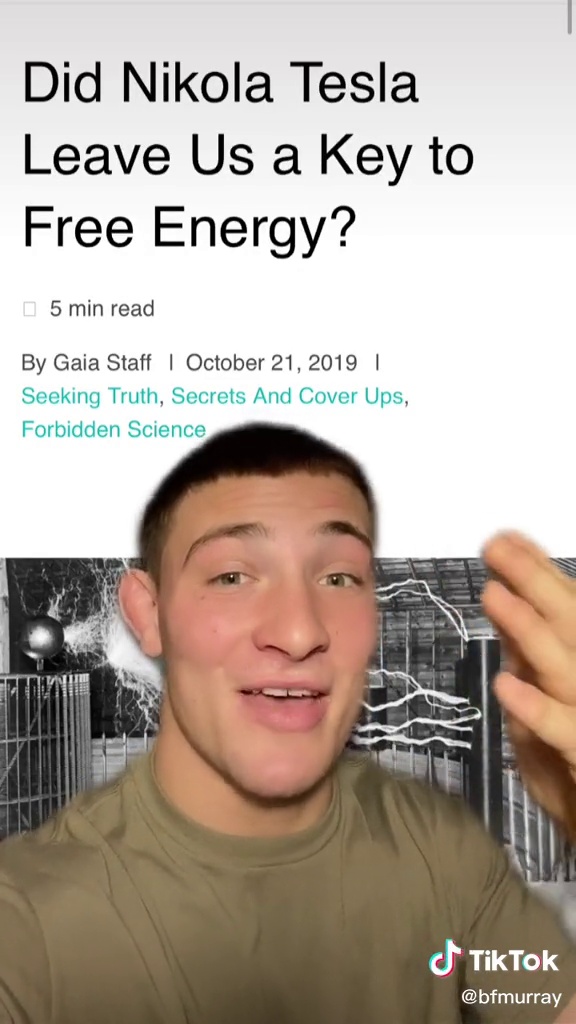 Did Nikola Tesla
Leave Us a Key to
Free Energy?
5 min read
By Gaia Staff | October 21, 2019 |
Seeking Truth, Secrets And Cover Ups,
Forbidden Science
TikTok
@bfmurray